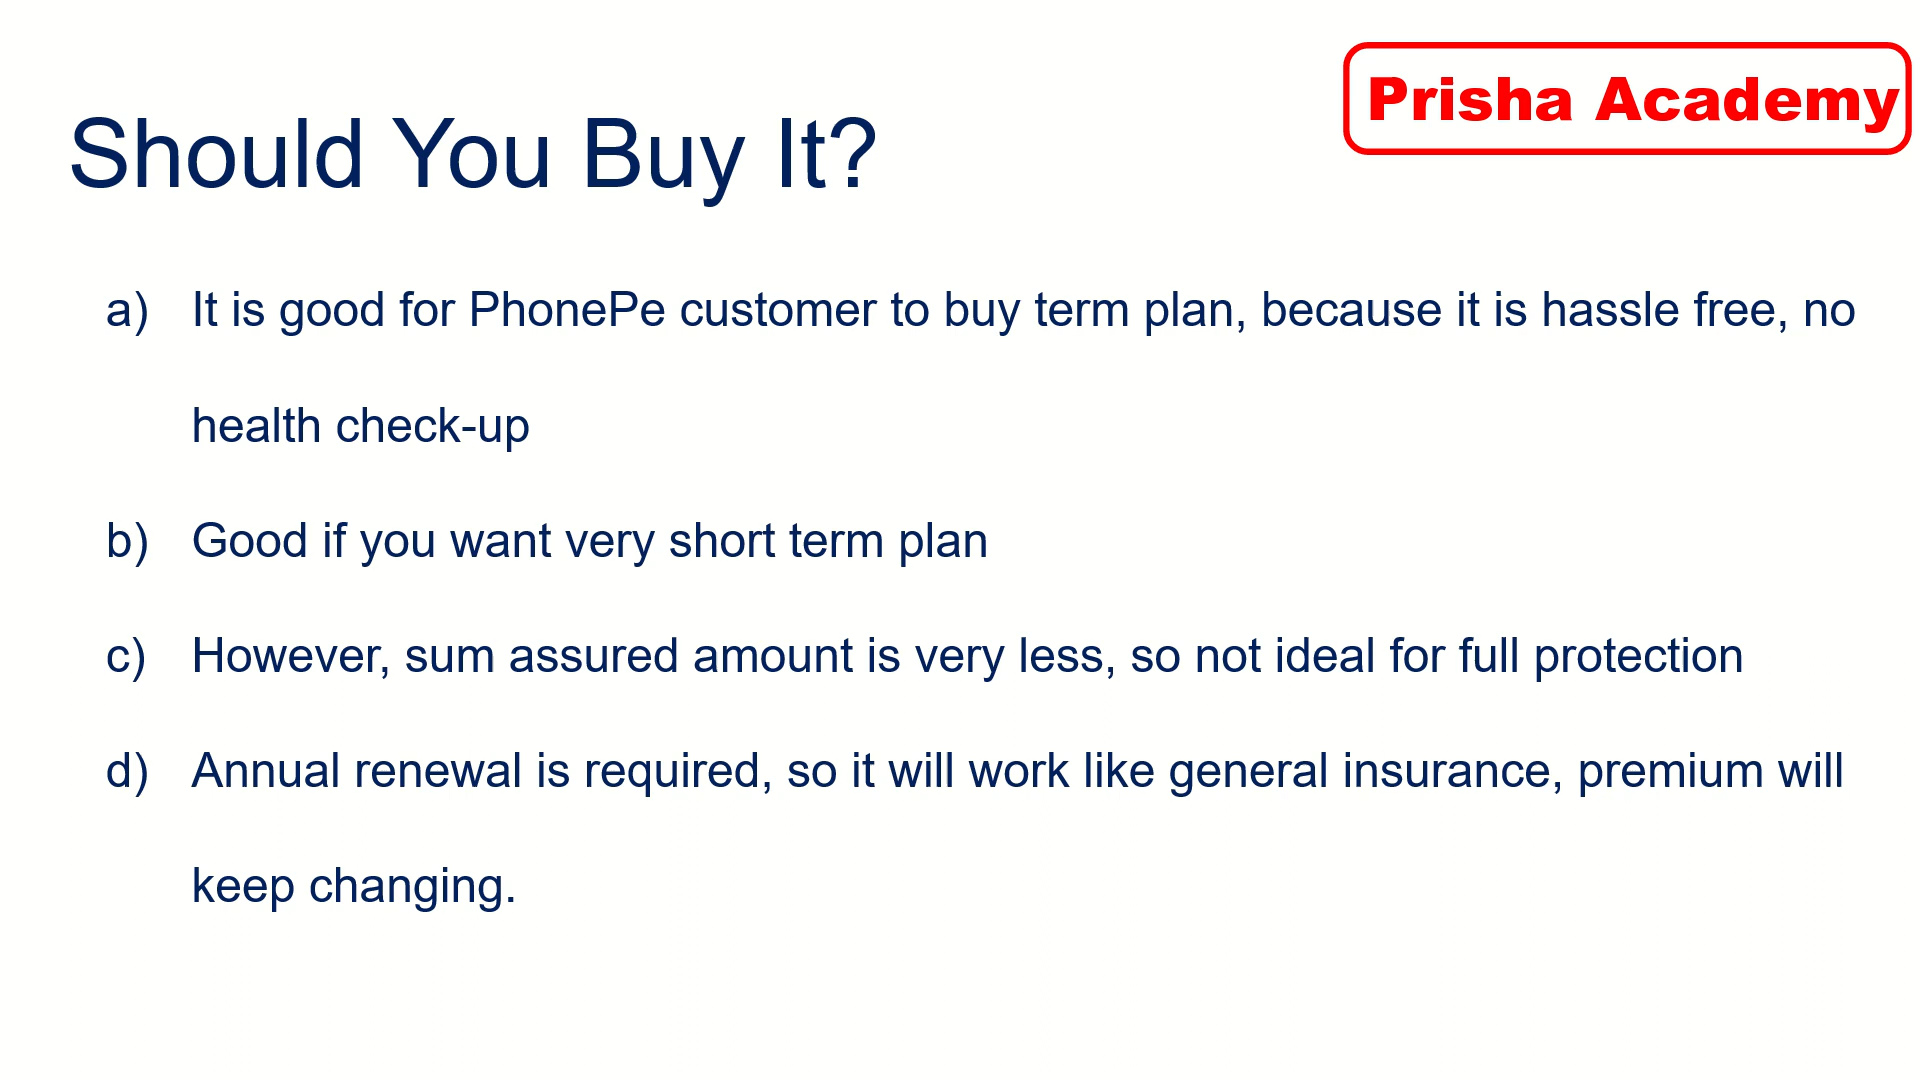 Prisha Academy
Should You Buy It?
a) It is good for PhonePe customer to buy term plan, because it is hassle free, no
health check-up
b) Good if you want very short term plan
c) However, sum assured amount is very less, so not ideal for full protection
d) Annual renewal is required, so it will work like general insurance, premium will
keep changing.